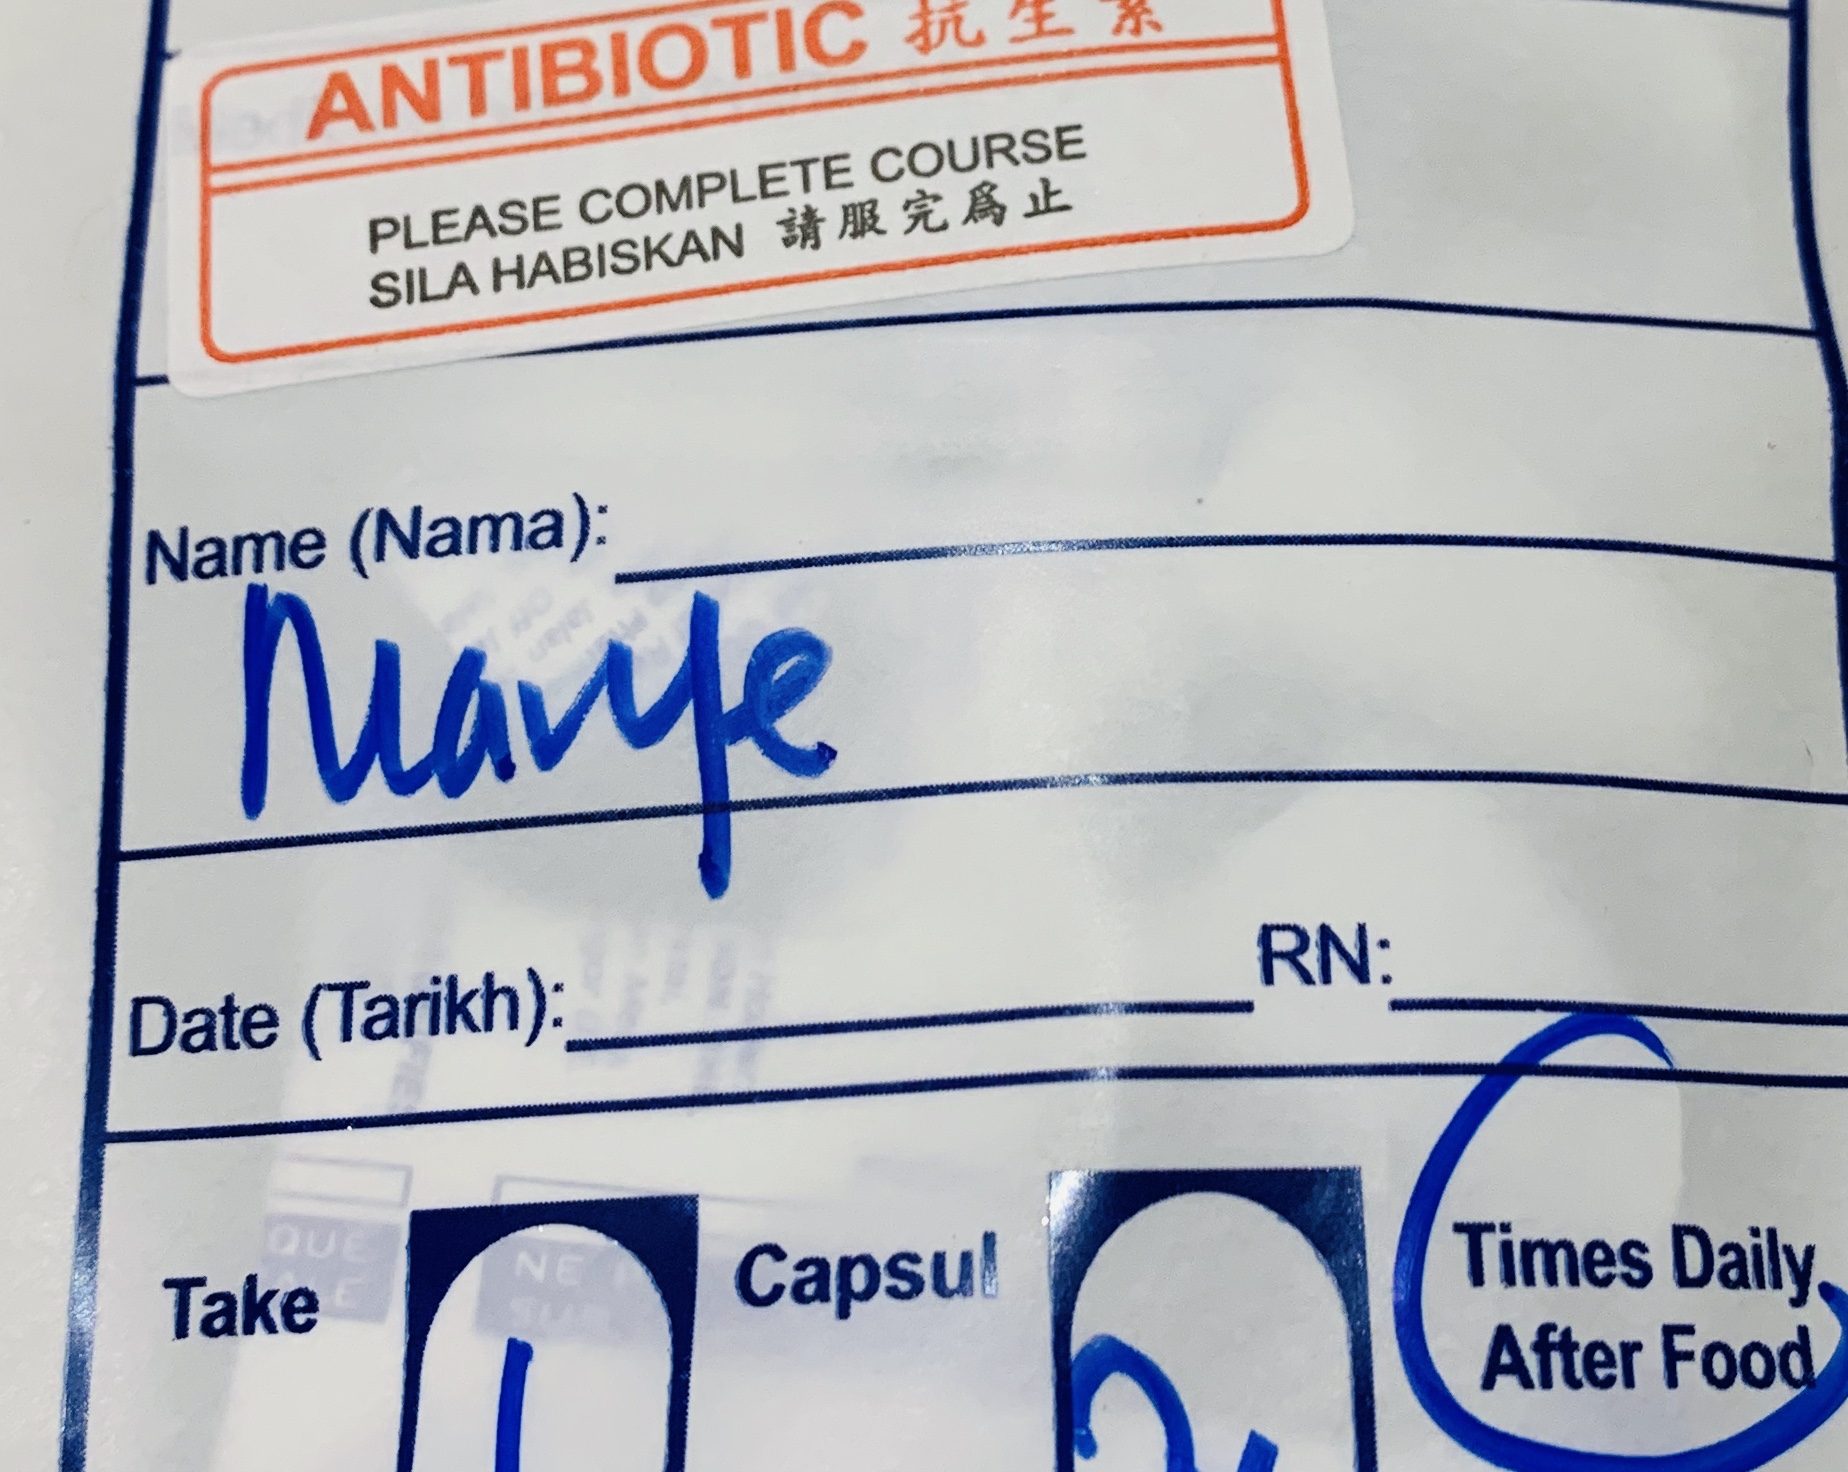 ANTIBIOTIC 抗生素
PLEASE COMPLETE COURSE
SILA HABISKAN 請服完爲止
Name (Nama):
Date (Tarikh):
RN:
Take 1 Capsul 2 Times Daily
After Food